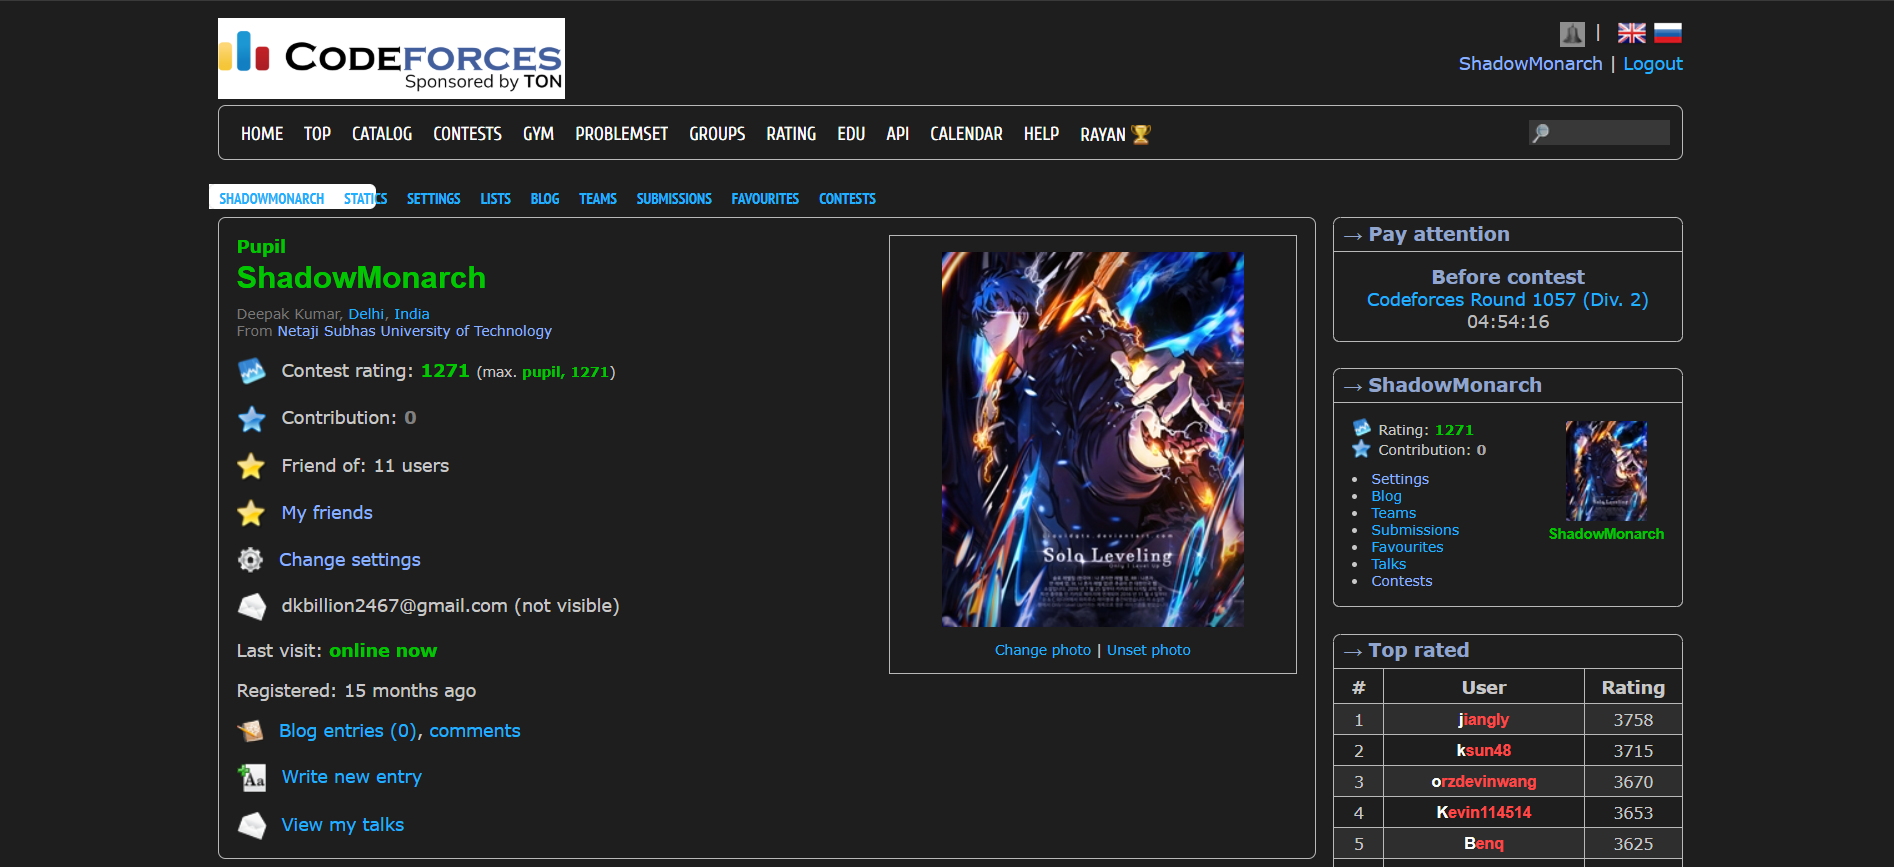 CODEFORCES
Sponsored by TON
|
ShadowMonarch | Logout
HOME TOP CATALOG CONTESTS GYM PROBLEMSET GROUPS RATING EDU API CALENDAR HELP RAYAN
SHADOWMONARCH STATICS SETTINGS LISTS BLOG TEAMS SUBMISSIONS FAVOURITES CONTESTS
Pupil
ShadowMonarch
Deepak Kumar, Delhi, India
From Netaji Subhas University of Technology
Contest rating: 1271 (max. pupil, 1271)
Contribution: 0
Friend of: 11 users
My friends
Change settings
dkbillion2467@gmail.com (not visible)
Last visit: online now
Registered: 15 months ago
Blog entries (0), comments
Write new entry
View my talks
Solo Leveling
Only I Level Up
Change photo | Unset photo
→ Pay attention
Before contest
Codeforces Round 1057 (Div. 2)
04:54:16
→ ShadowMonarch
Rating: 1271
Contribution: 0
Settings
Blog
Teams
Submissions
Favourites
Talks
Contests
Solo Leveling
ShadowMonarch
→ Top rated
# User Rating
1 jiangly 3758
2 ksun48 3715
3 orzdevinwang 3670
4 Kevin114514 3653
5 Benq 3625